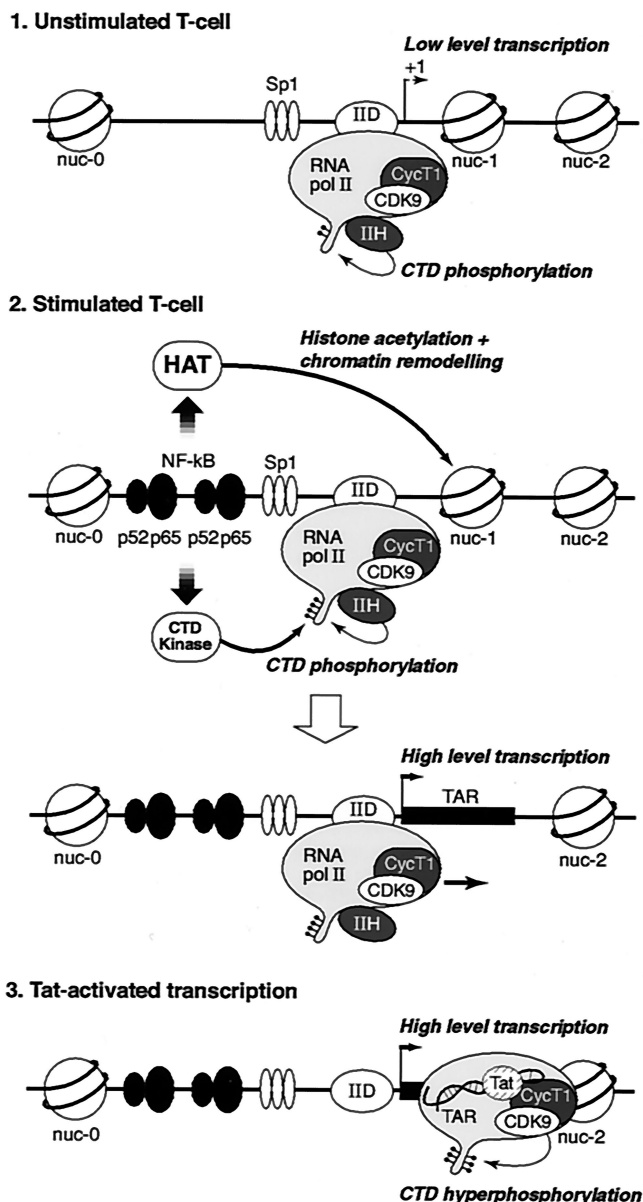 1. Unstimulated T-cell
Low level transcription
+1
Sp1
IID
nuc-0
nuc-1
nuc-2
RNA
pol II
CycT1
CDK9
IIH
CTD phosphorylation
2. Stimulated T-cell
Histone acetylation +
chromatin remodelling
HAT
NF-kB
Sp1
IID
nuc-0
p52p65 p52p65
nuc-1
nuc-2
RNA
pol II
CycT1
CDK9
IIH
CTD
Kinase
CTD phosphorylation
High level transcription
TAR
IID
nuc-0
nuc-2
RNA
pol II
CycT1
CDK9
IIH
3. Tat-activated transcription
High level transcription
IID
Tat
nuc-0
TAR
CycT1
CDK9
nuc-2
CTD hyperphosphorylation